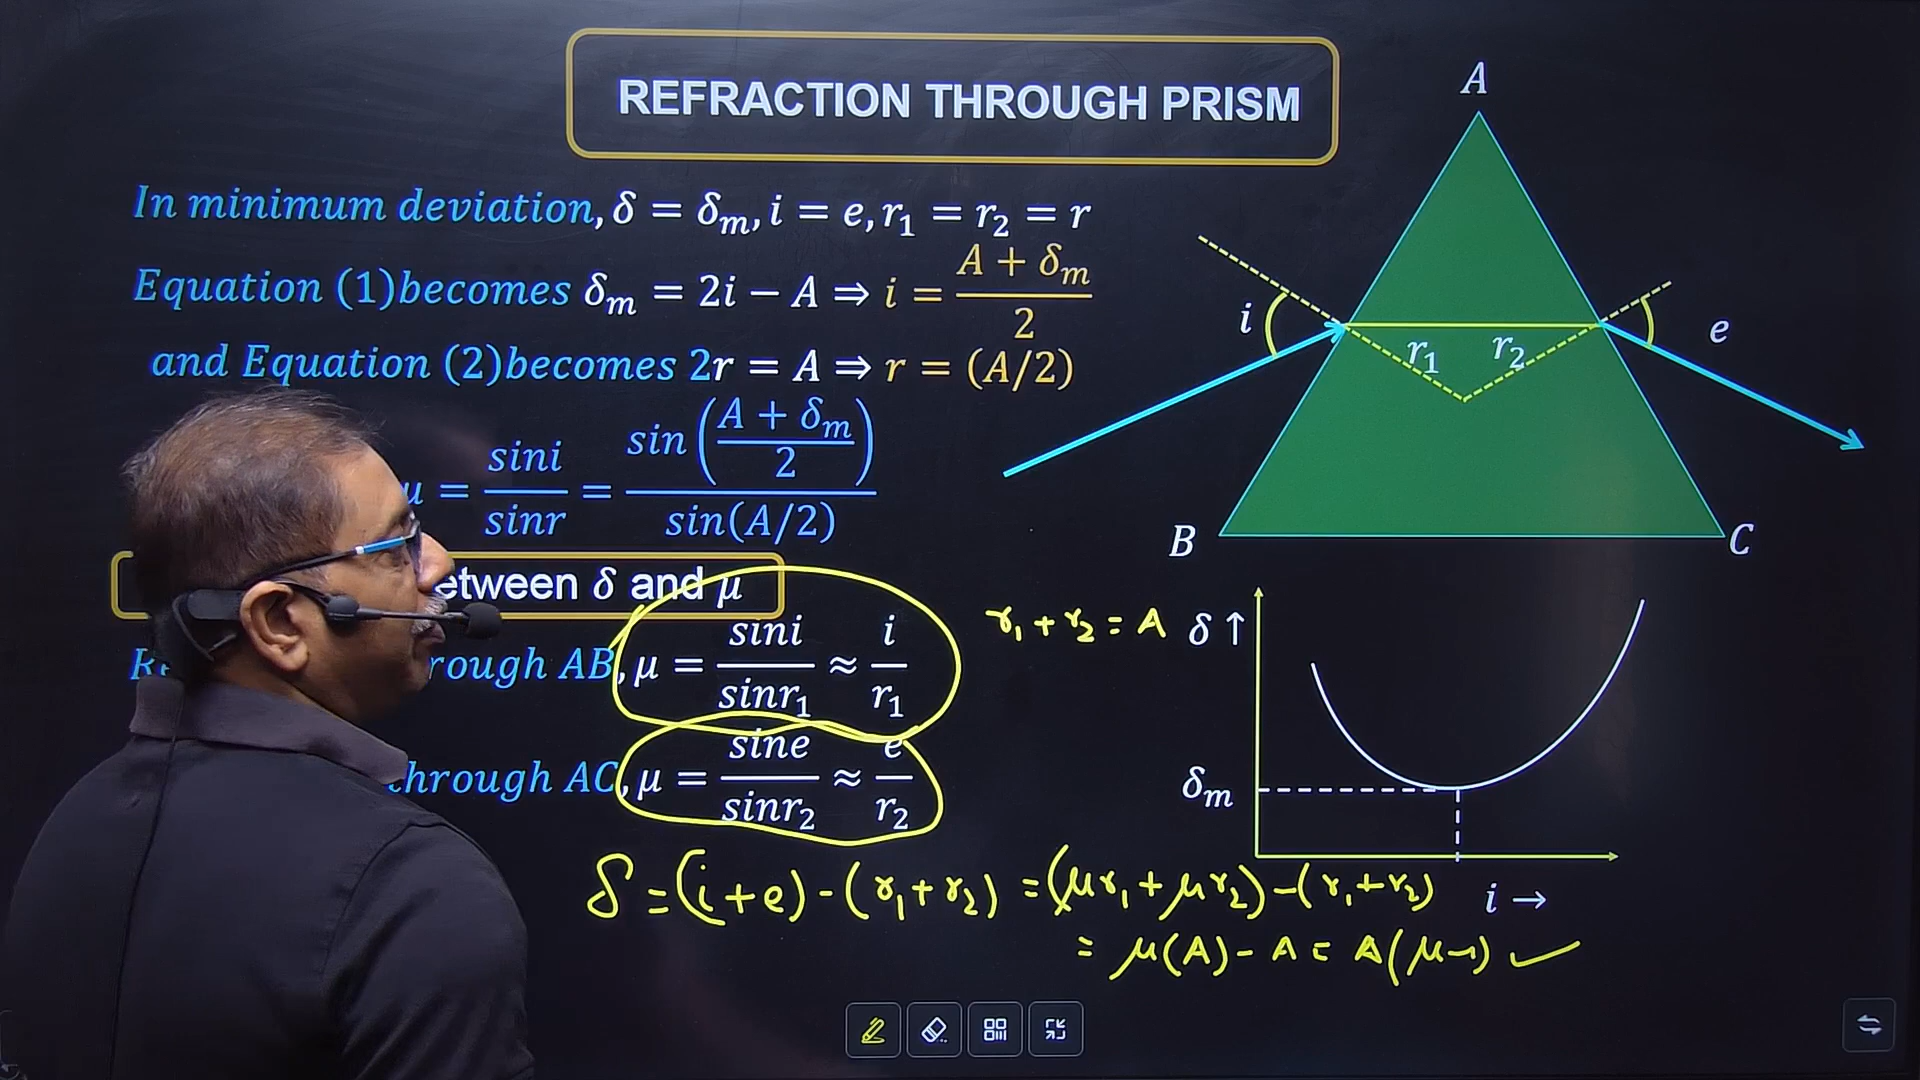 REFRACTION THROUGH PRISM
In minimum deviation, δ = δₘ, i = e, r₁ = r₂ = r
Equation (1)becomes δₘ = 2i − A ⇒ i = (A + δₘ)/2
and Equation (2)becomes 2r = A ⇒ r = (A/2)
μ = sini/sinr = sin((A + δₘ)/2)/sin(A/2)
etween δ and μ
rough AB, μ = sini/sinr₁ ≈ i/r₁
through AC, μ = sine/sinr₂ ≈ e/r₂
r₁ + r₂ = A
δ = (i+e) - (r₁+r₂) = (μr₁ + μr₂) - (r₁+r₂)
= μ(A) - A = A(μ-1) ✓
A
i
r₁
r₂
e
B
C
δ ↑
δₘ
i →